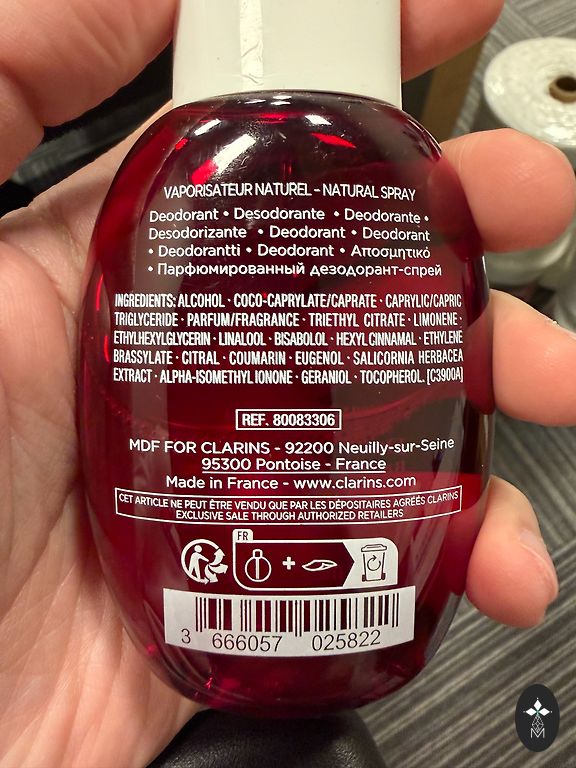 VAPORISATEUR NATUREL – NATURAL SPRAY
Deodorant • Desodorante • Déodorante •
Desodorizante • Deodorant • Deodorant
• Deodorantti • Deodorant • Αποσμητικό
• Парфюмированный дезодорант-спрей
INGREDIENTS: ALCOHOL · COCO-CAPRYLATE/CAPRATE · CAPRYLIC/CAPRIC
TRIGLYCERIDE · PARFUM/FRAGRANCE · TRIETHYL CITRATE · LIMONENE ·
ETHYLHEXYLGLYCERIN · LINALOOL · BISABOLOL · HEXYL CINNAMAL · ETHYLENE
BRASSYLATE · CITRAL · COUMARIN · EUGENOL · SALICORNIA HERBACEA
EXTRACT · ALPHA-ISOMETHYL IONONE · GERANIOL · TOCOPHEROL. [C3900A]
REF. 80083306
MDF FOR CLARINS - 92200 Neuilly-sur-Seine
95300 Pontoise - France
Made in France - www.clarins.com
CET ARTICLE NE PEUT ÊTRE VENDU QUE PAR LES DÉPOSITAIRES AGRÉÉS CLARINS
EXCLUSIVE SALE THROUGH AUTHORIZED RETAILERS
FR
3 666057 025822
M